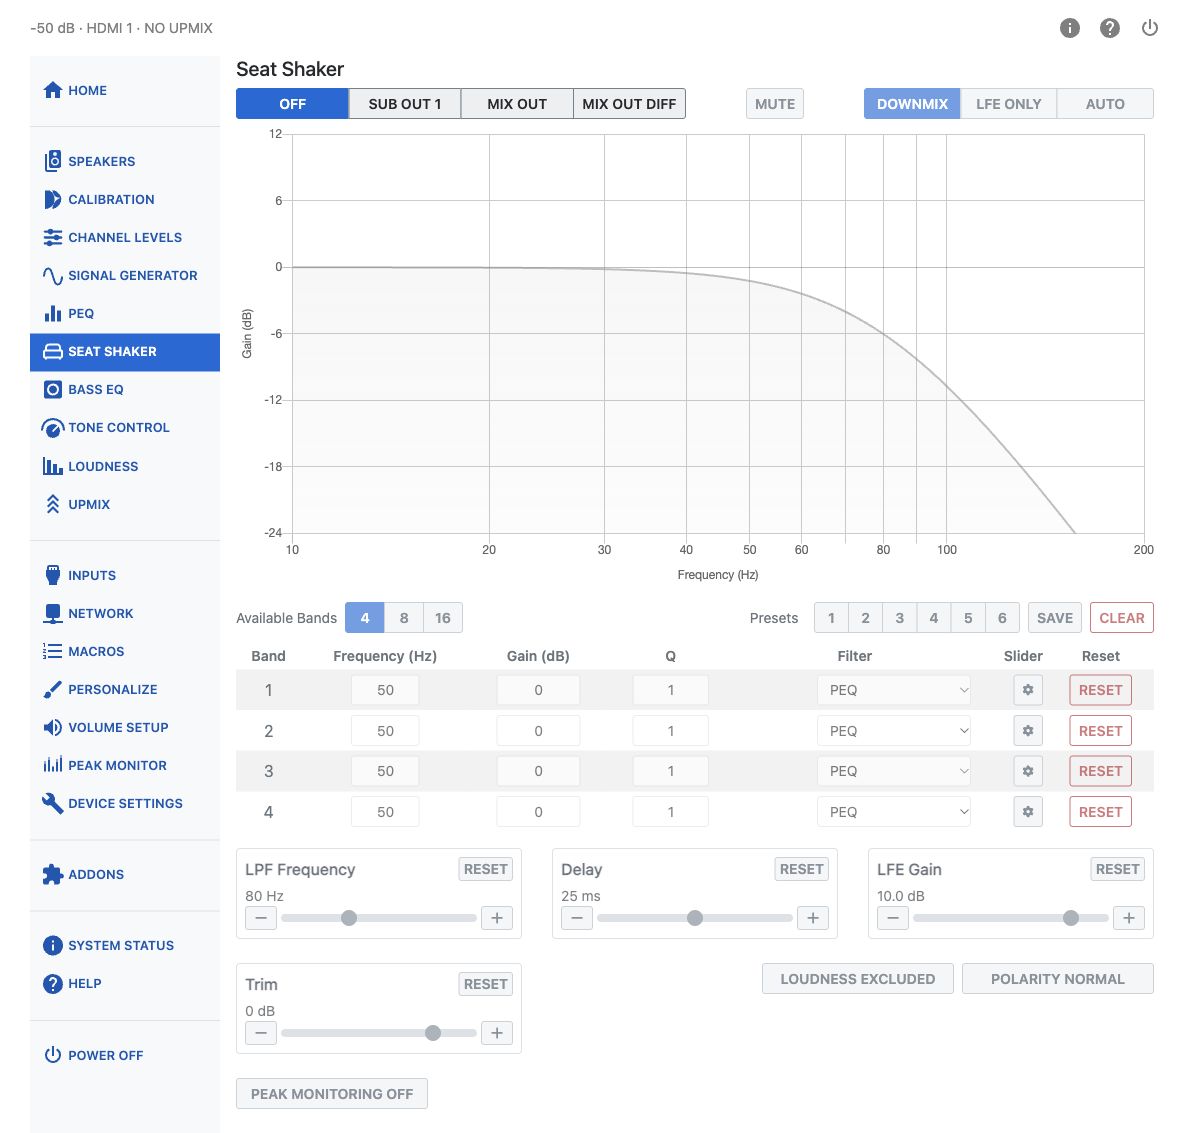 -50 dB · HDMI 1 · NO UPMIX
HOME
SPEAKERS
CALIBRATION
CHANNEL LEVELS
SIGNAL GENERATOR
PEQ
SEAT SHAKER
BASS EQ
TONE CONTROL
LOUDNESS
UPMIX
INPUTS
NETWORK
MACROS
PERSONALIZE
VOLUME SETUP
PEAK MONITOR
DEVICE SETTINGS
ADDONS
SYSTEM STATUS
HELP
POWER OFF
Seat Shaker
OFF SUB OUT 1 MIX OUT MIX OUT DIFF MUTE DOWNMIX LFE ONLY AUTO
12
6
0
-6
-12
-18
-24
Gain (dB)
10 20 30 40 50 60 80 100 200
Frequency (Hz)
Available Bands 4 8 16 Presets 1 2 3 4 5 6 SAVE CLEAR
Band Frequency (Hz) Gain (dB) Q Filter Slider Reset
1 50 0 1 PEQ RESET
2 50 0 1 PEQ RESET
3 50 0 1 PEQ RESET
4 50 0 1 PEQ RESET
LPF Frequency RESET
80 Hz
Delay RESET
25 ms
LFE Gain RESET
10.0 dB
Trim RESET
0 dB
LOUDNESS EXCLUDED POLARITY NORMAL
PEAK MONITORING OFF